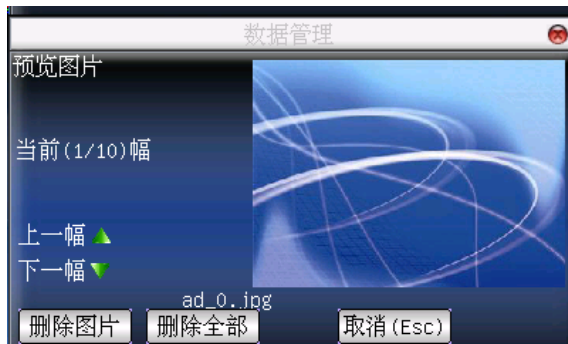 数据管理
预览图片
当前(1/10)幅
上一幅
下一幅
ad_0.jpg
删除图片 删除全部 取消(Esc)